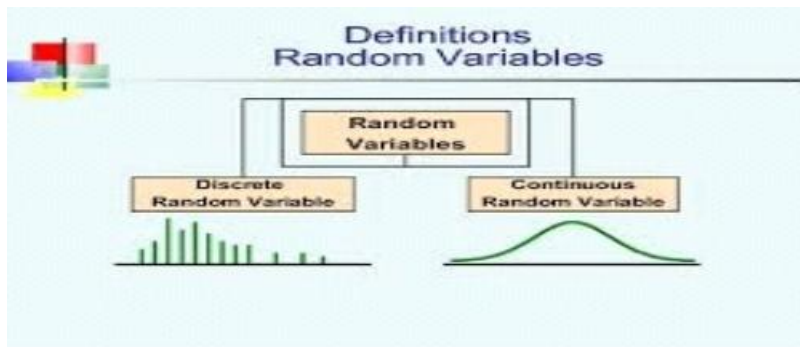 Definitions
Random Variables
Random
Variables
Discrete
Random Variable
Continuous
Random Variable